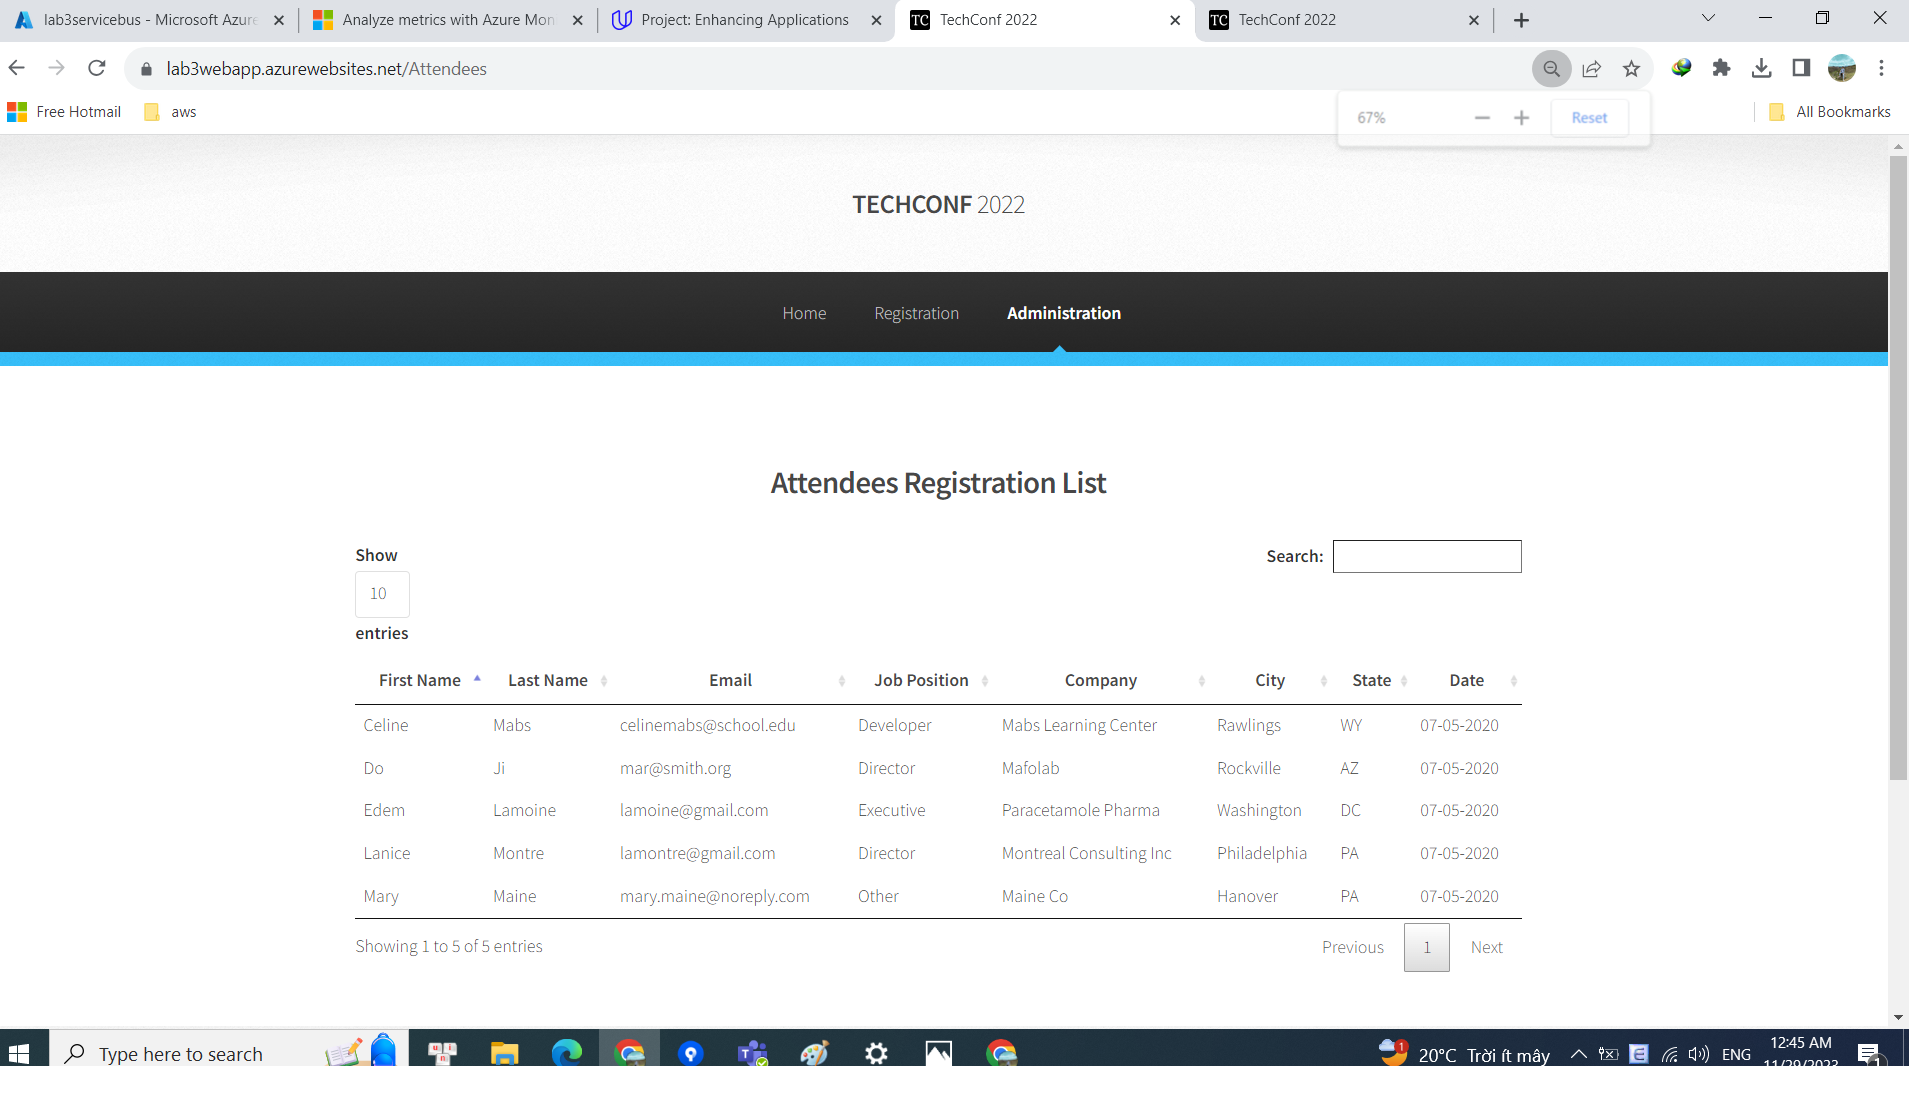 lab3servicebus - Microsoft Azure
Analyze metrics with Azure Mon
Project: Enhancing Applications
TC TechConf 2022
TC TechConf 2022
lab3webapp.azurewebsites.net/Attendees
Free Hotmail
aws
All Bookmarks
67%
Reset
TECHCONF 2022
Home Registration Administration
Attendees Registration List
Show
10
entries
Search:
First Name Last Name Email Job Position Company City State Date
Celine Mabs celinemabs@school.edu Developer Mabs Learning Center Rawlings WY 07-05-2020
Do Ji mar@smith.org Director Mafolab Rockville AZ 07-05-2020
Edem Lamoine lamoine@gmail.com Executive Paracetamole Pharma Washington DC 07-05-2020
Lanice Montre lamontre@gmail.com Director Montreal Consulting Inc Philadelphia PA 07-05-2020
Mary Maine mary.maine@noreply.com Other Maine Co Hanover PA 07-05-2020
Showing 1 to 5 of 5 entries
Previous 1 Next
Type here to search
1
20°C Trời ít mây
ENG
12:45 AM
11/29/2023
1